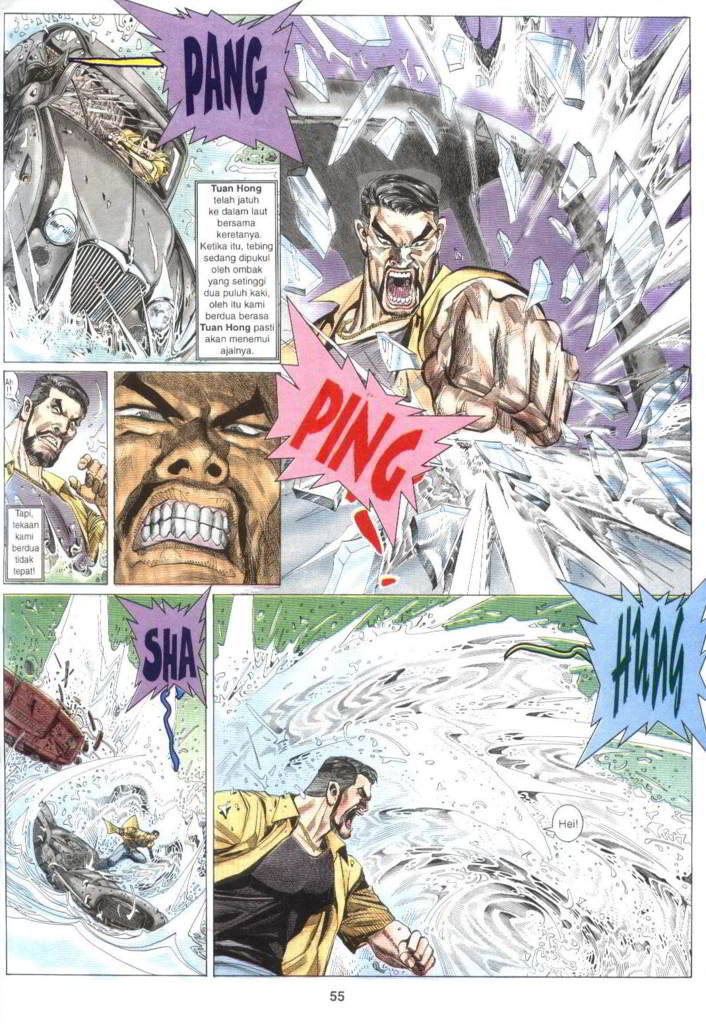 PANG
Tuan Hong
telah jatuh
ke dalam laut
bersama
keretanya.
Ketika itu, tebing
sedang dipukul
oleh ombak
yang setinggi
dua puluh kaki,
oleh itu kami
berdua berasa
Tuan Hong pasti
akan menemui
ajalnya.
PING
Tapi,
tekaan
kami
berdua
tidak
tepat!
SHA
HUNG
Hei!
55